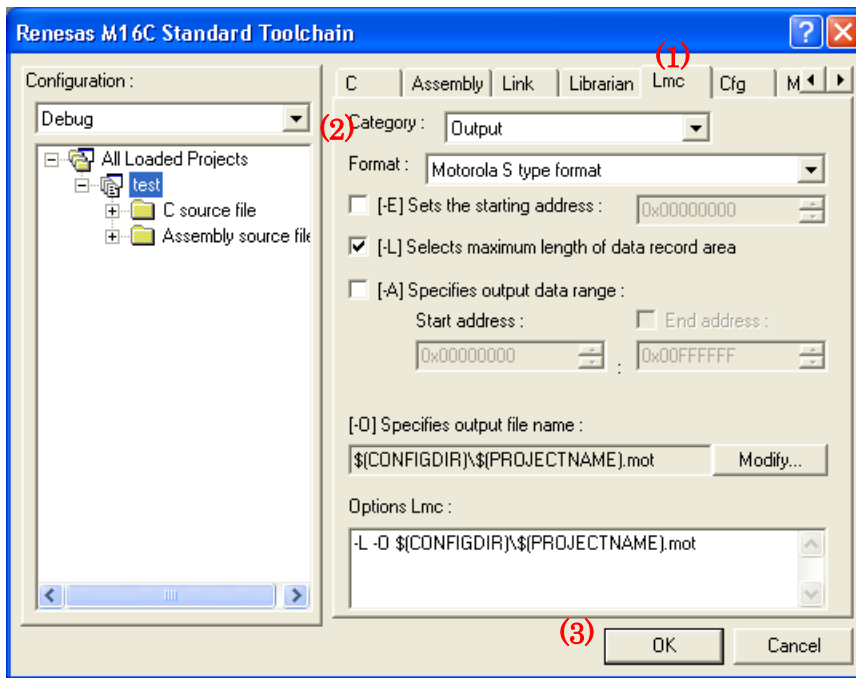 Renesas M16C Standard Toolchain
Configuration :
Debug
All Loaded Projects
test
C source file
Assembly source file
(1)
C Assembly Link Librarian Lmc Cfg M
(2)
Category : Output
Format : Motorola S type format
[-E] Sets the starting address : 0x00000000
[-L] Selects maximum length of data record area
[-A] Specifies output data range :
Start address : End address :
0x00000000 : 0x00FFFFFF
[-O] Specifies output file name :
$(CONFIGDIR)\$(PROJECTNAME).mot Modify...
Options Lmc :
-L -O $(CONFIGDIR)\$(PROJECTNAME).mot
(3)
OK Cancel